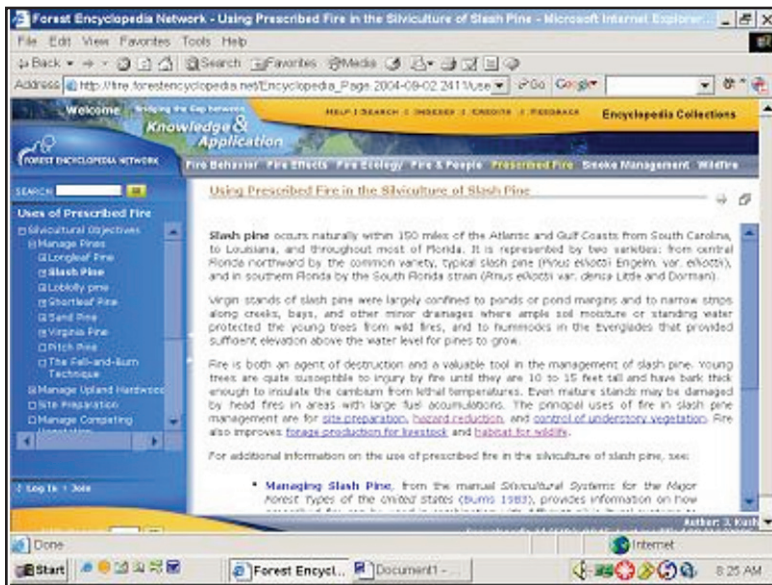 Forest Encyclopedia Network - Using Prescribed Fire in the Silviculture of Slash Pine - Microsoft Internet Explorer...
File Edit View Favorites Tools Help
Back Search Favorites Media
Address http://fire.forestencyclopedia.net/Encyclopedia_Page.2004-09-02.2411/use Go Google
Welcome Bridging the Gap between
Knowledge &
Application
HELP | SEARCH | INDEXES | CREDITS | FEEDBACK
Encyclopedia Collections
FOREST ENCYCLOPEDIA NETWORK
Fire Behavior Fire Effects Fire Ecology Fire & People Prescribed Fire Smoke Management Wildfire
SEARCH
Uses of Prescribed Fire
Silvicultural Objectives
Manage Pines
Longleaf Pine
Slash Pine
Loblolly pine
Shortleaf Pine
Sand Pine
Virginia Pine
Pitch Pine
The Fell-and-Burn
Technique
Manage Upland Hardwood
Site Preparation
Manage Competing
Vegetation
Log In Join
Using Prescribed Fire in the Silviculture of Slash Pine
Slash pine occurs naturally within 150 miles of the Atlantic and Gulf Coasts from South Carolina,
to Louisiana, and throughout most of Florida. It is represented by two varieties: from central
Florida northward by the common variety, typical slash pine (Pinus elliottii Engelm. var. elliottii),
and in southern Florida by the South Florida strain (Pinus elliottii var. densa Little and Dorman).
Virgin stands of slash pine were largely confined to ponds or pond margins and to narrow strips
along creeks, bays, and other minor drainages where ample soil moisture or standing water
protected the young trees from wild fires, and to hummocks in the Everglades that provided
sufficient elevation above the water level for pines to grow.
Fire is both an agent of destruction and a valuable tool in the management of slash pine. Young
trees are quite susceptible to injury by fire until they are 10 to 15 feet tall and have bark thick
enough to insulate the cambium from lethal temperatures. Even mature stands may be damaged
by head fires in areas with large fuel accumulations. The principal uses of fire in slash pine
management are for site preparation, hazard reduction, and control of understory vegetation. Fire
also improves forage production for livestock and habitat for wildlife.
For additional information on the use of prescribed fire in the silviculture of slash pine, see:
• Managing Slash Pine, from the manual Silvicultural Systems for the Major
Forest Types of the United States (Burns 1983), provides information on how
Author: J. Kush
Done Internet
Start Forest Encycl... Document1 - ... 8:25 AM